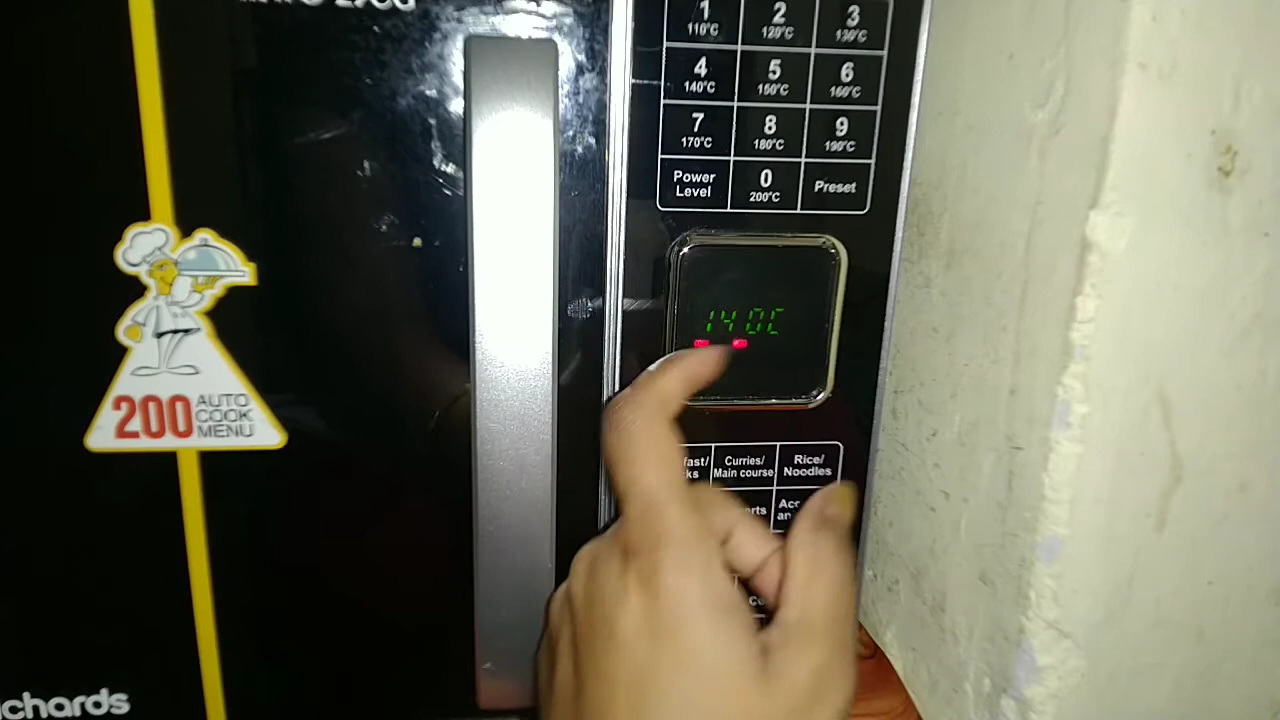 1
110°C
2
120°C
3
130°C
4
140°C
5
150°C
6
160°C
7
170°C
8
180°C
9
190°C
Power
Level
0
200°C
Preset
140C
200
AUTO
COOK
MENU
Curries/
Main course
Rice/
Noodles
chards